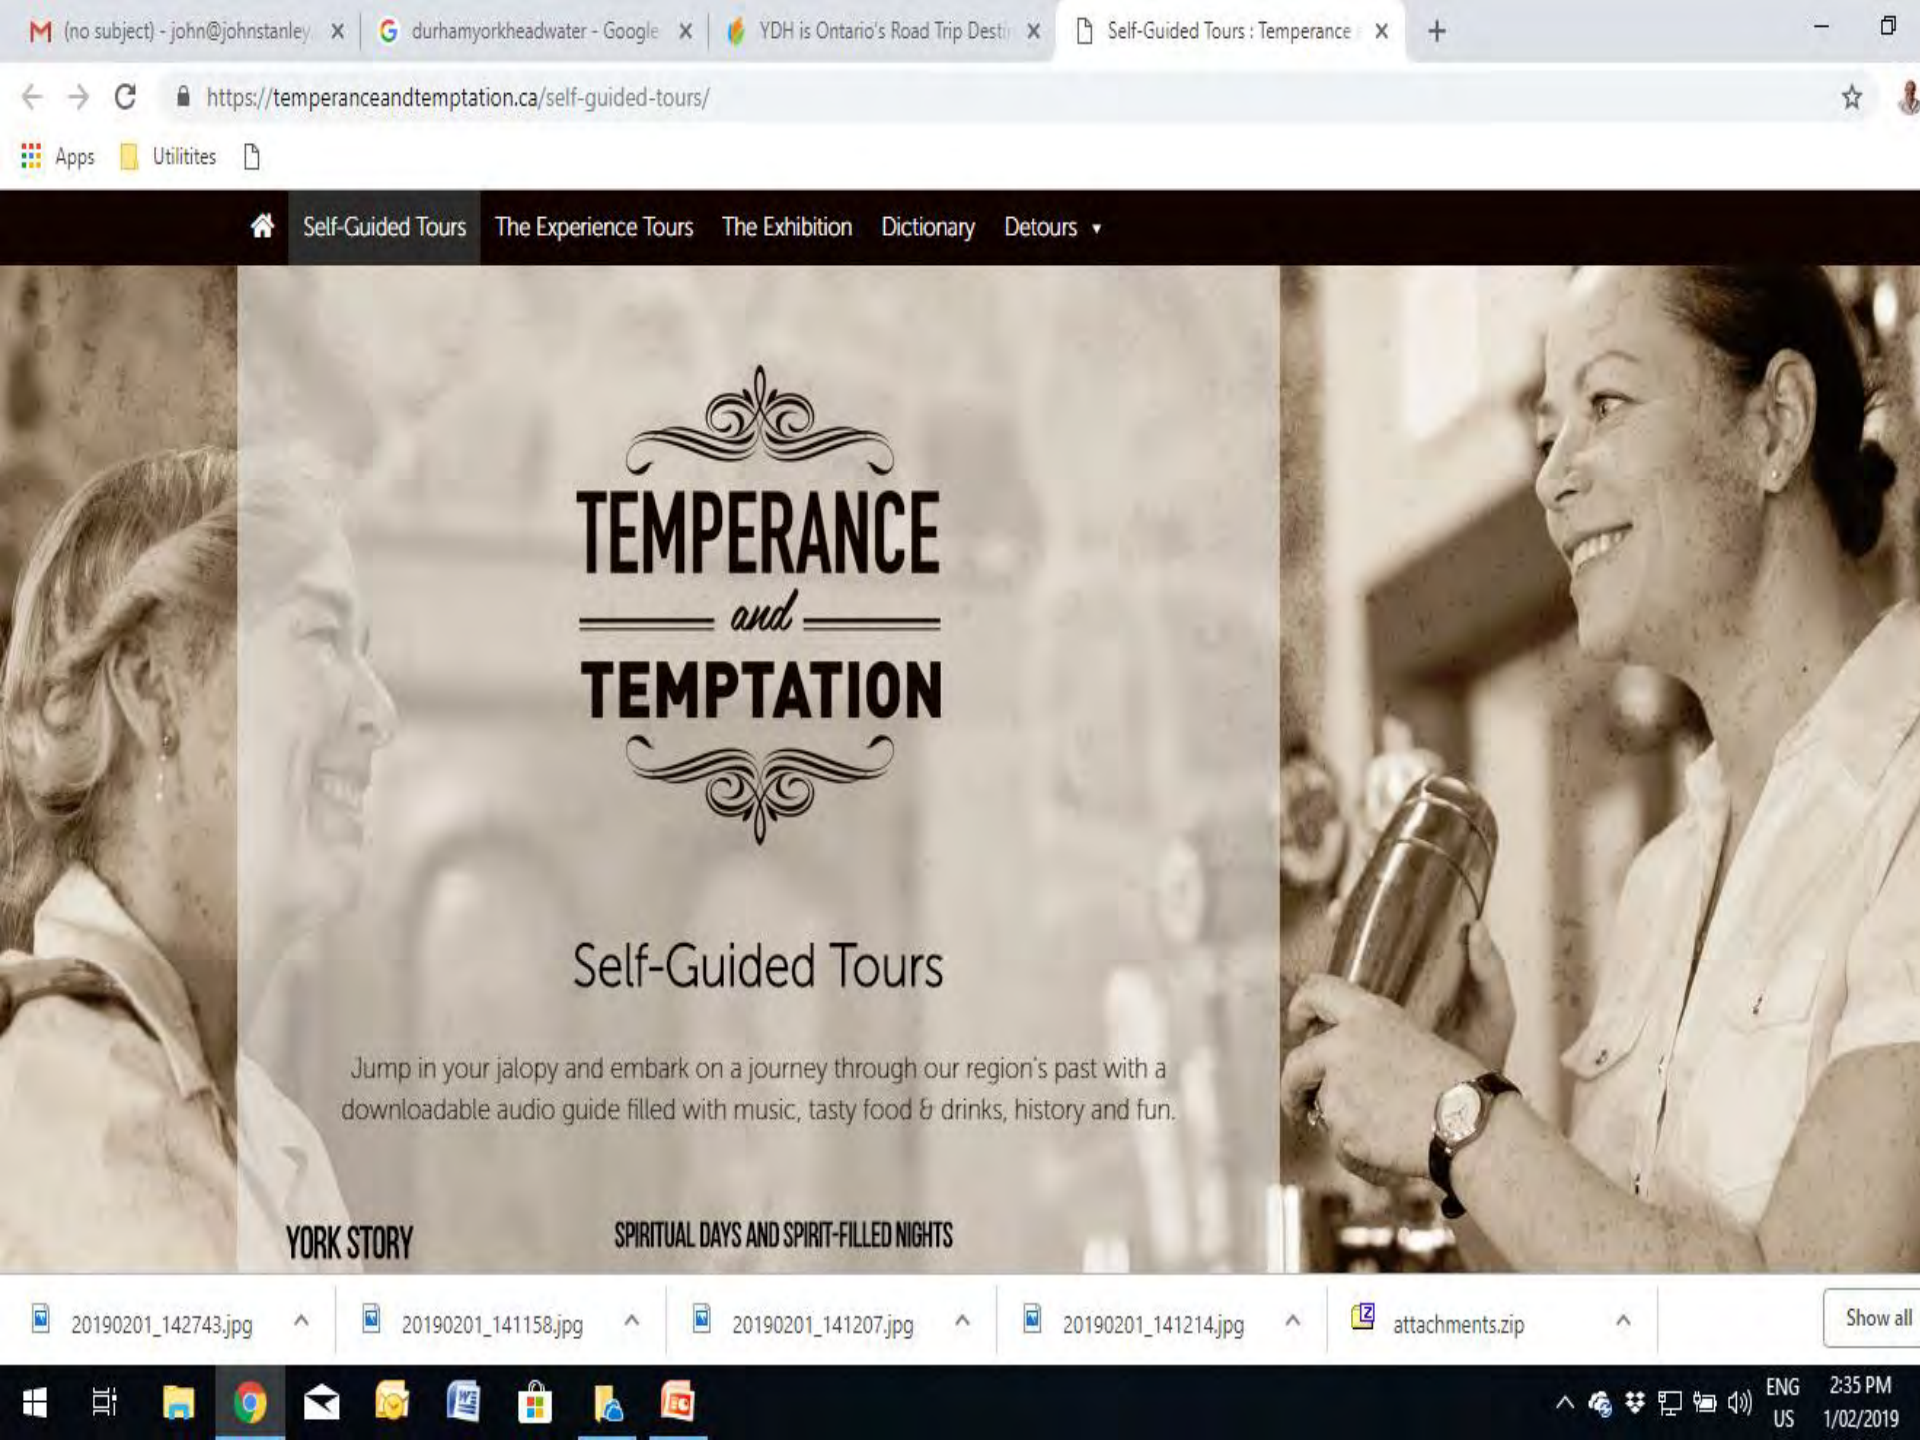 (no subject) - john@johnstanley
durhamyorkheadwater - Google
YDH is Ontario's Road Trip Desti
Self-Guided Tours : Temperance
https://temperanceandtemptation.ca/self-guided-tours/
Apps
Utilitites
Self-Guided Tours
The Experience Tours
The Exhibition
Dictionary
Detours
TEMPERANCE
and
TEMPTATION
Self-Guided Tours
Jump in your jalopy and embark on a journey through our region's past with a
downloadable audio guide filled with music, tasty food & drinks, history and fun.
YORK STORY
SPIRITUAL DAYS AND SPIRIT-FILLED NIGHTS
20190201_142743.jpg
20190201_141158.jpg
20190201_141207.jpg
20190201_141214.jpg
attachments.zip
Show all
ENG
US
2:35 PM
1/02/2019